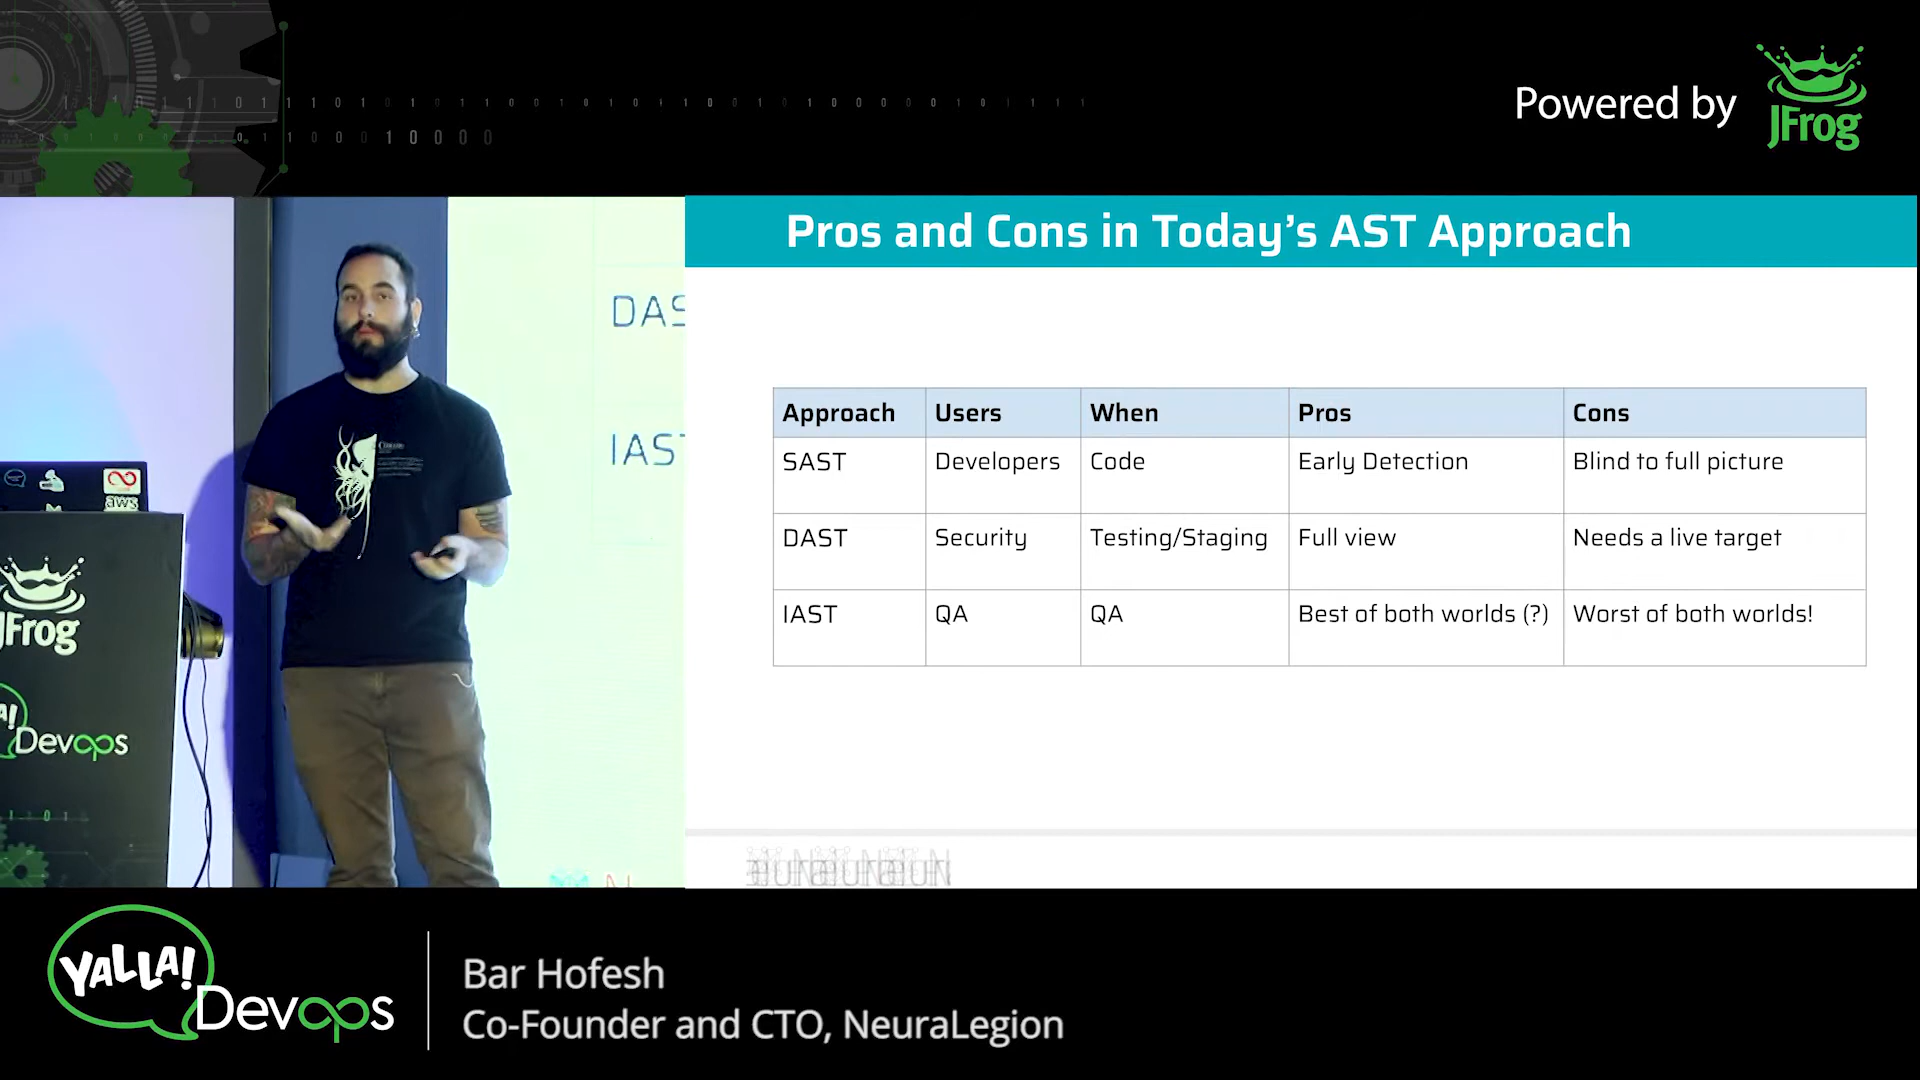 Powered by
JFrog
Pros and Cons in Today's AST Approach
Approach Users When Pros Cons
SAST Developers Code Early Detection Blind to full picture
DAST Security Testing/Staging Full view Needs a live target
IAST QA QA Best of both worlds (?) Worst of both worlds!
DAS
IAS
aws
JFrog
Devops
YALLA!
Devops
Bar Hofesh
Co-Founder and CTO, NeuraLegion